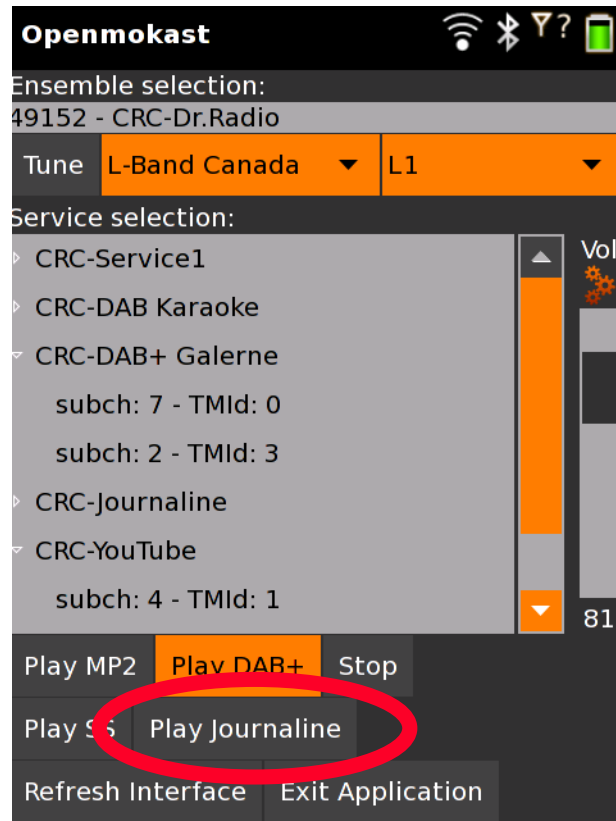 Openmokast ?
Ensemble selection:
49152 - CRC-Dr.Radio
Tune L-Band Canada L1
Service selection:
CRC-Service1 Vol
CRC-DAB Karaoke
CRC-DAB+ Galerne
subch: 7 - TMId: 0
subch: 2 - TMId: 3
CRC-Journaline
CRC-YouTube
subch: 4 - TMId: 1
81
Play MP2 Play DAB+ Stop
Play SS Play Journaline
Refresh Interface Exit Application